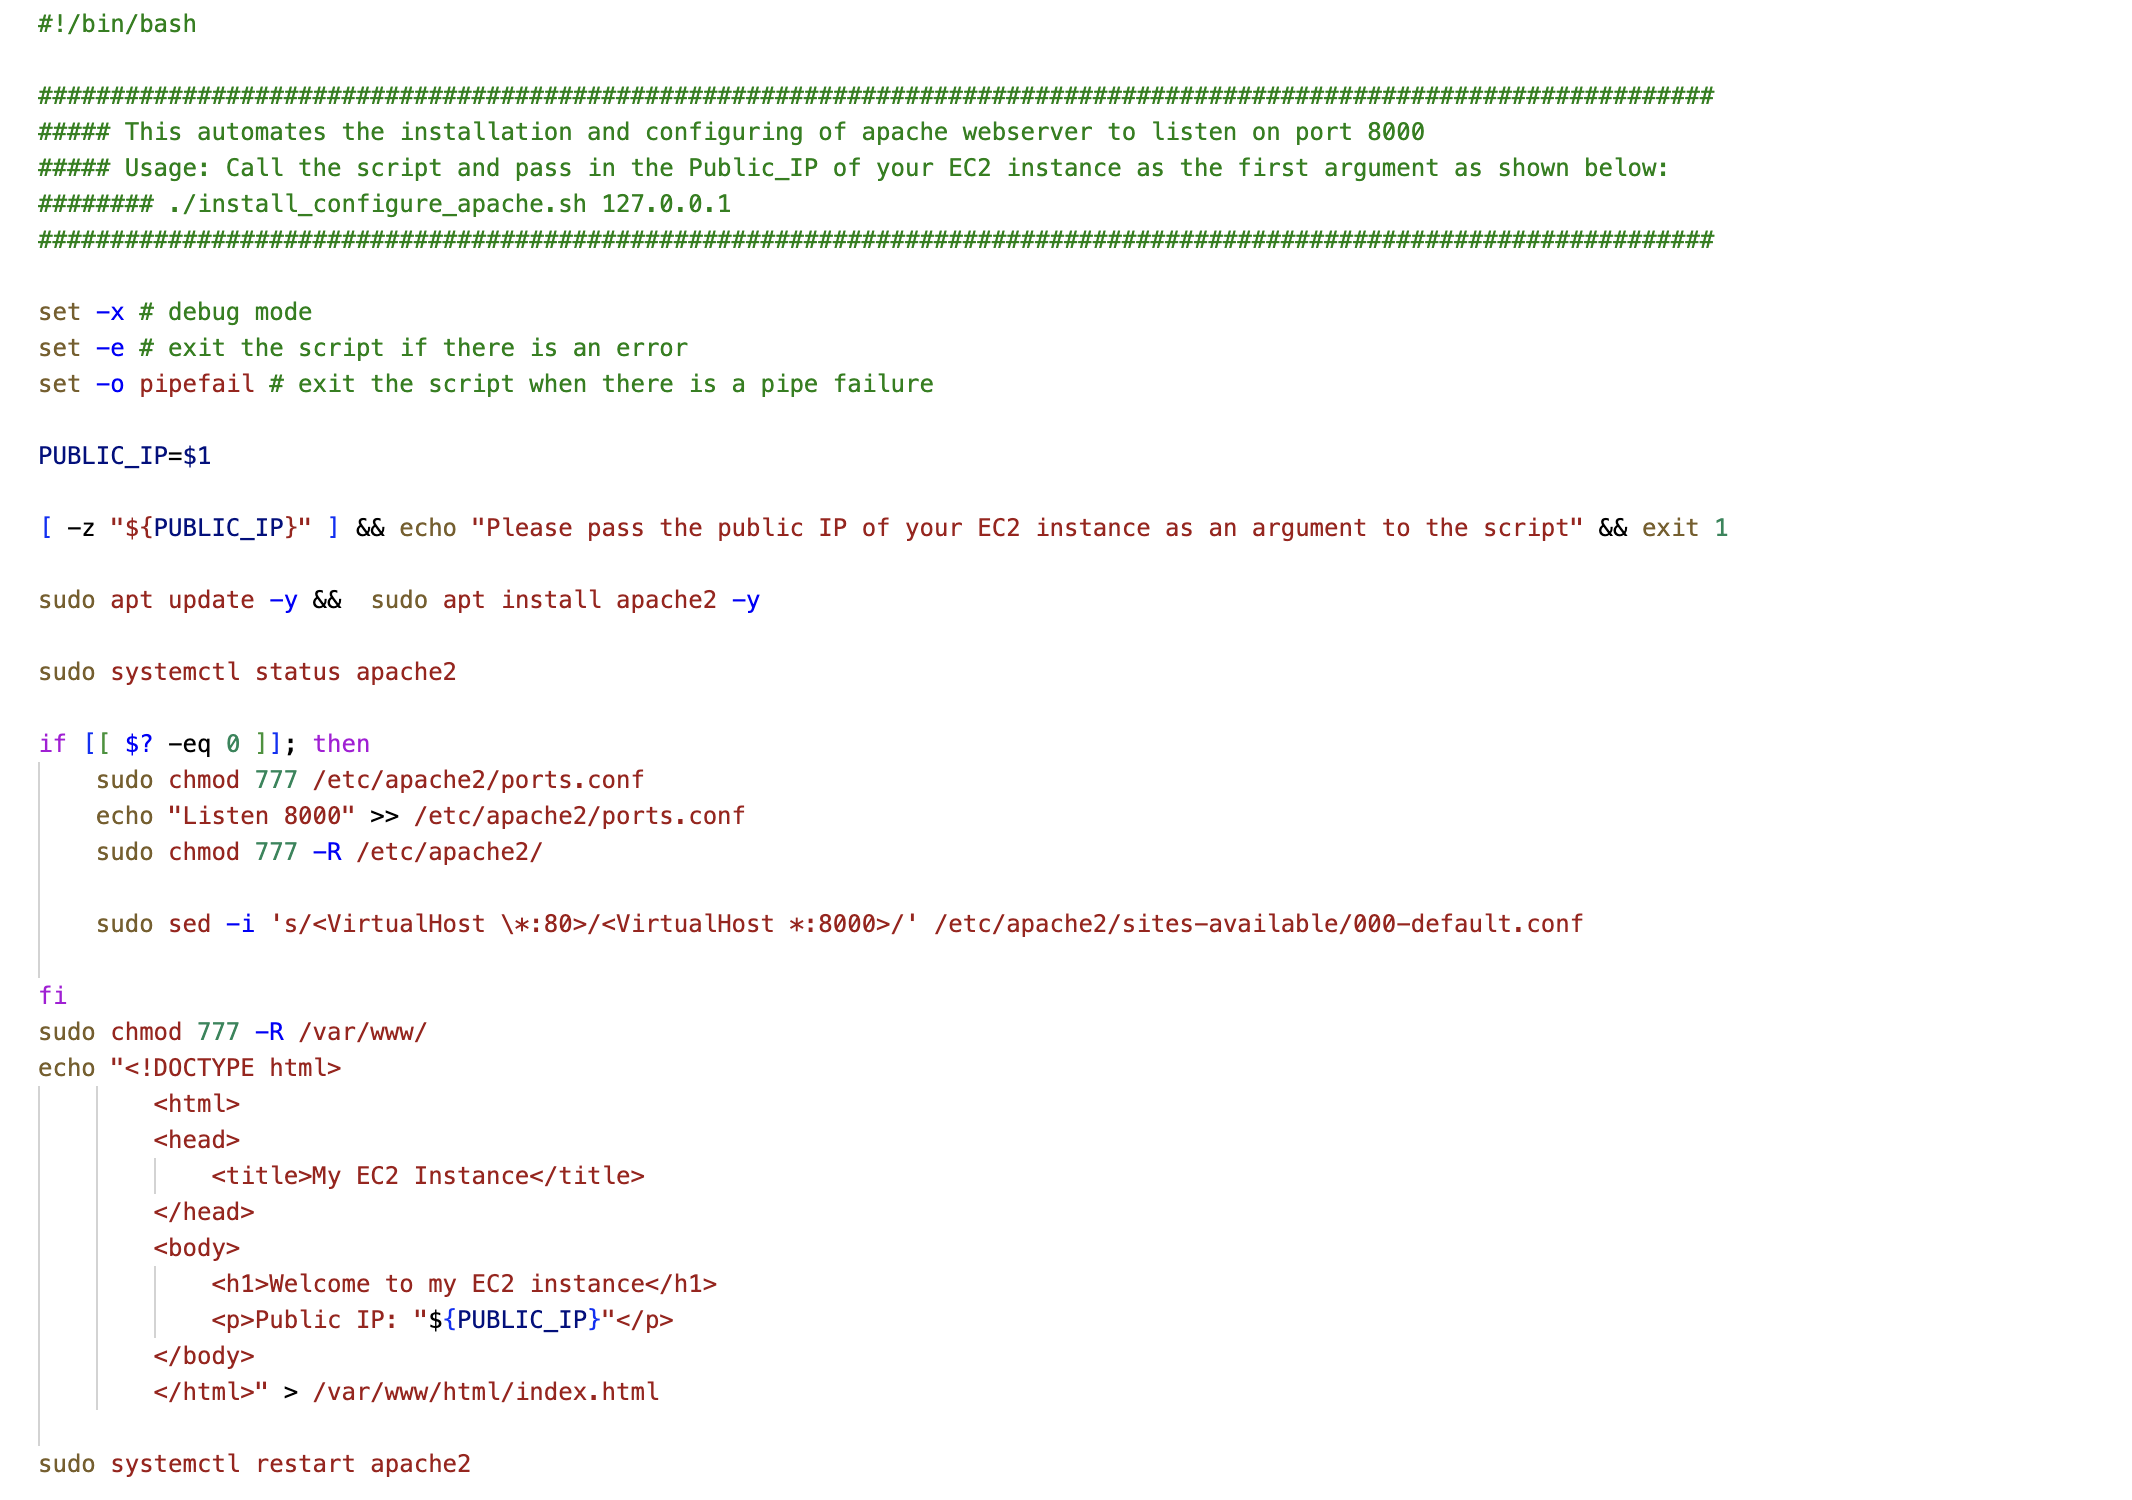 #!/bin/bash
####################################################################################################################
##### This automates the installation and configuring of apache webserver to listen on port 8000
##### Usage: Call the script and pass in the Public_IP of your EC2 instance as the first argument as shown below:
######## ./install_configure_apache.sh 127.0.0.1
####################################################################################################################
set -x # debug mode
set -e # exit the script if there is an error
set -o pipefail # exit the script when there is a pipe failure
PUBLIC_IP=$1
[ -z "${PUBLIC_IP}" ] && echo "Please pass the public IP of your EC2 instance as an argument to the script" && exit 1
sudo apt update -y &&  sudo apt install apache2 -y
sudo systemctl status apache2
if [[ $? -eq 0 ]]; then
    sudo chmod 777 /etc/apache2/ports.conf
    echo "Listen 8000" >> /etc/apache2/ports.conf
    sudo chmod 777 -R /etc/apache2/
    sudo sed -i 's/<VirtualHost \*:80>/<VirtualHost *:8000>/' /etc/apache2/sites-available/000-default.conf
fi
sudo chmod 777 -R /var/www/
echo "<!DOCTYPE html>
        <html>
        <head>
            <title>My EC2 Instance</title>
        </head>
        <body>
            <h1>Welcome to my EC2 instance</h1>
            <p>Public IP: "${PUBLIC_IP}"</p>
        </body>
        </html>" > /var/www/html/index.html
sudo systemctl restart apache2